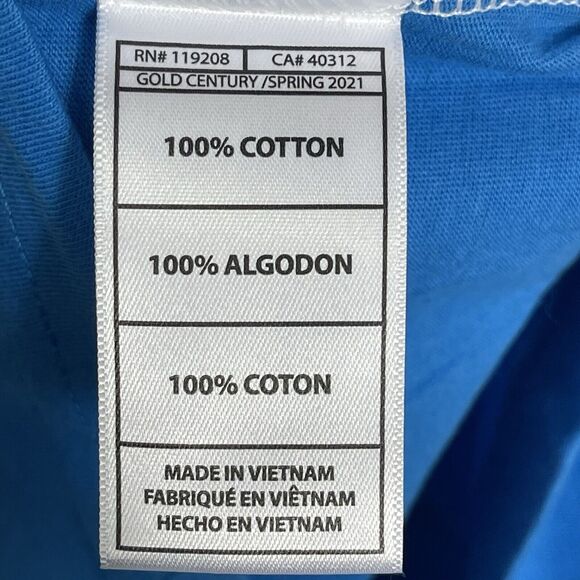 RN# 119208 CA# 40312
GOLD CENTURY /SPRING 2021
100% COTTON
100% ALGODON
100% COTON
MADE IN VIETNAM
FABRIQUÉ EN VIÊTNAM
HECHO EN VIETNAM